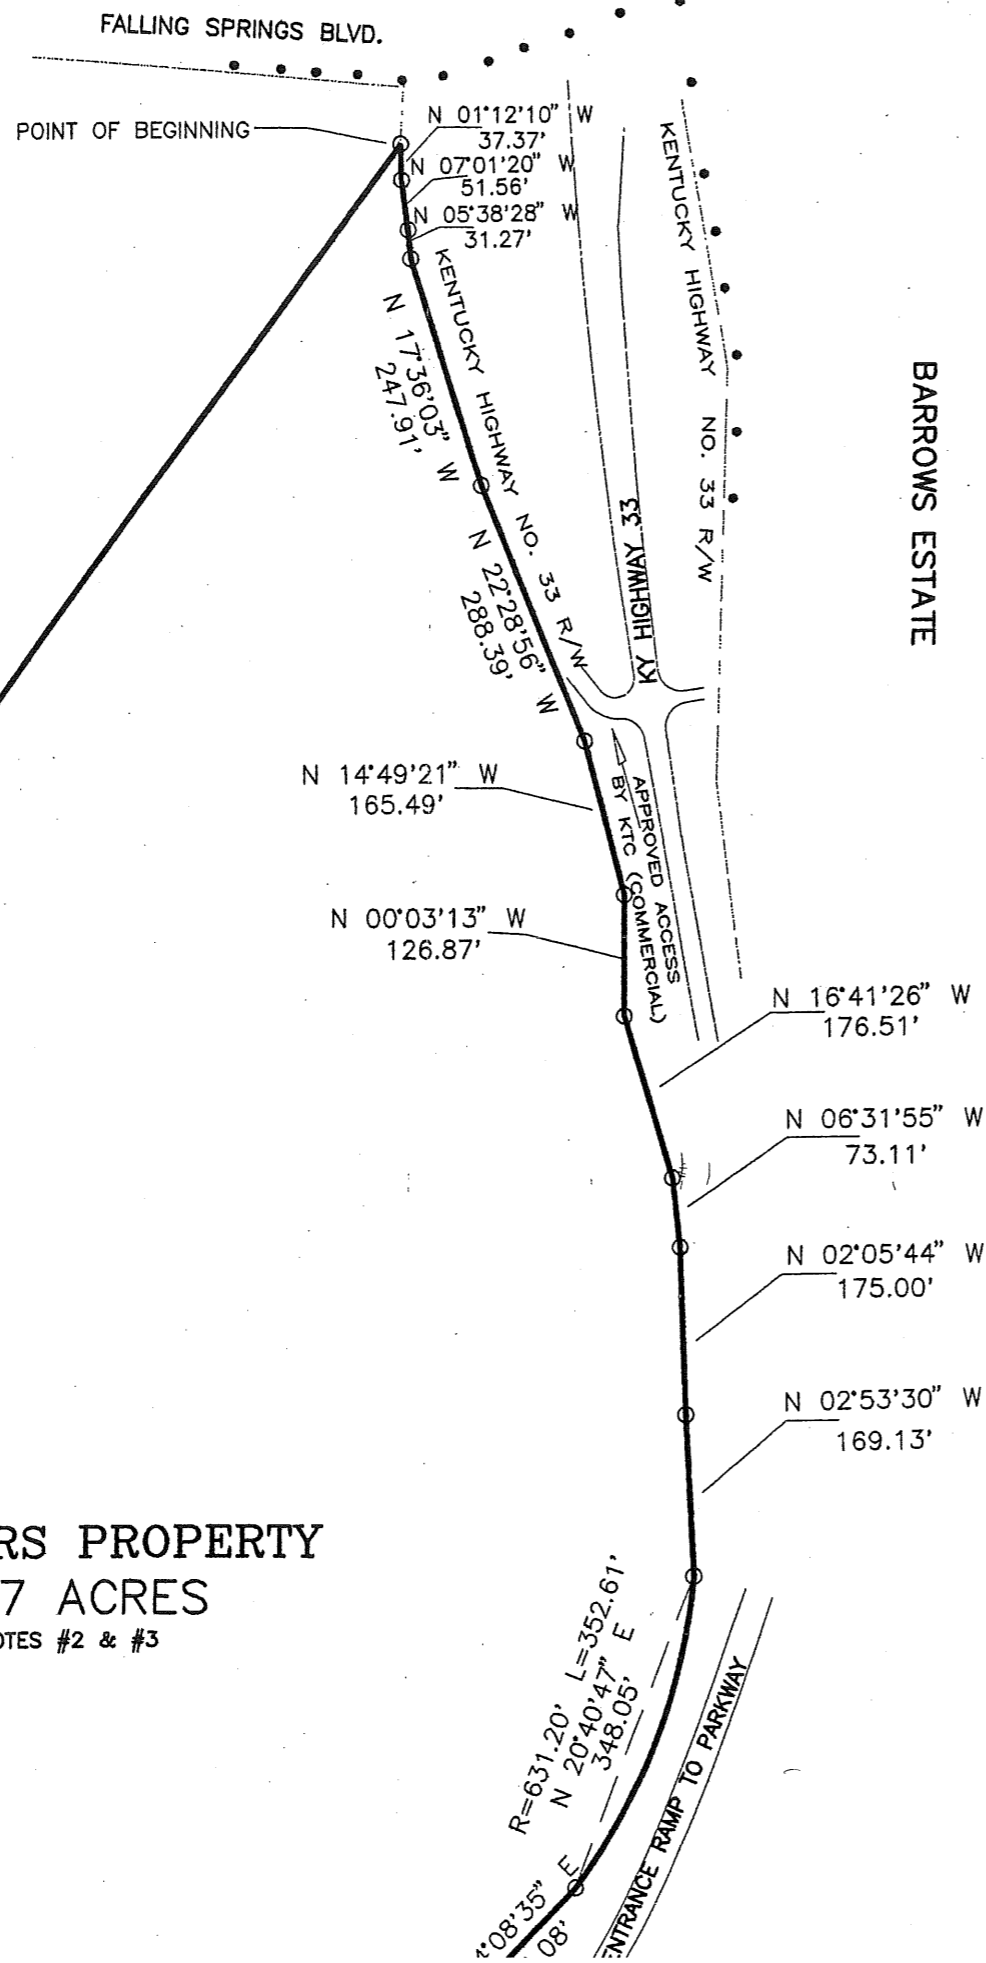 FALLING SPRINGS BLVD.
POINT OF BEGINNING
N 01°12'10" W
37.37'
N 07°01'20" W
51.56'
N 05°38'28" W
31.27'
KENTUCKY HIGHWAY NO. 33 R/W
KENTUCKY HIGHWAY NO. 33 R/W
N 17°36'03" W
247.91'
BARROWS ESTATE
KY HIGHWAY 33
N 22°28'56" W
288.39'
N 14°49'21" W
165.49'
APPROVED ACCESS
BY KTC (COMMERCIAL)
N 00°03'13" W
126.87'
N 16°41'26" W
176.51'
N 06°31'55" W
73.11'
N 02°05'44" W
175.00'
N 02°53'30" W
169.13'
RS PROPERTY
7 ACRES
OTES #2 & #3
R=631.20' L=352.61'
N 20°40'47" E
348.05'
ENTRANCE RAMP TO PARKWAY
°08'35" E
08'